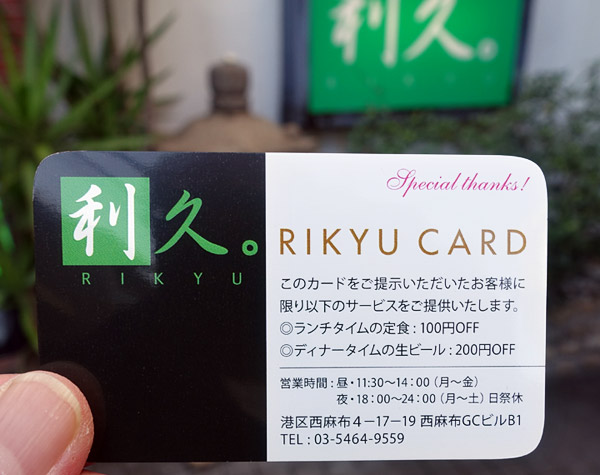 利久。
利久。
RIKYU
Special thanks!
RIKYU CARD
このカードをご提示いただいたお客様に
限り以下のサービスをご提供いたします。
◎ランチタイムの定食：100円OFF
◎ディナータイムの生ビール：200円OFF
営業時間：昼・11:30〜14:00（月〜金）
夜・18:00〜24:00（月〜土）日祭休
港区西麻布4－17－19 西麻布GCビルB1
TEL : 03-5464-9559